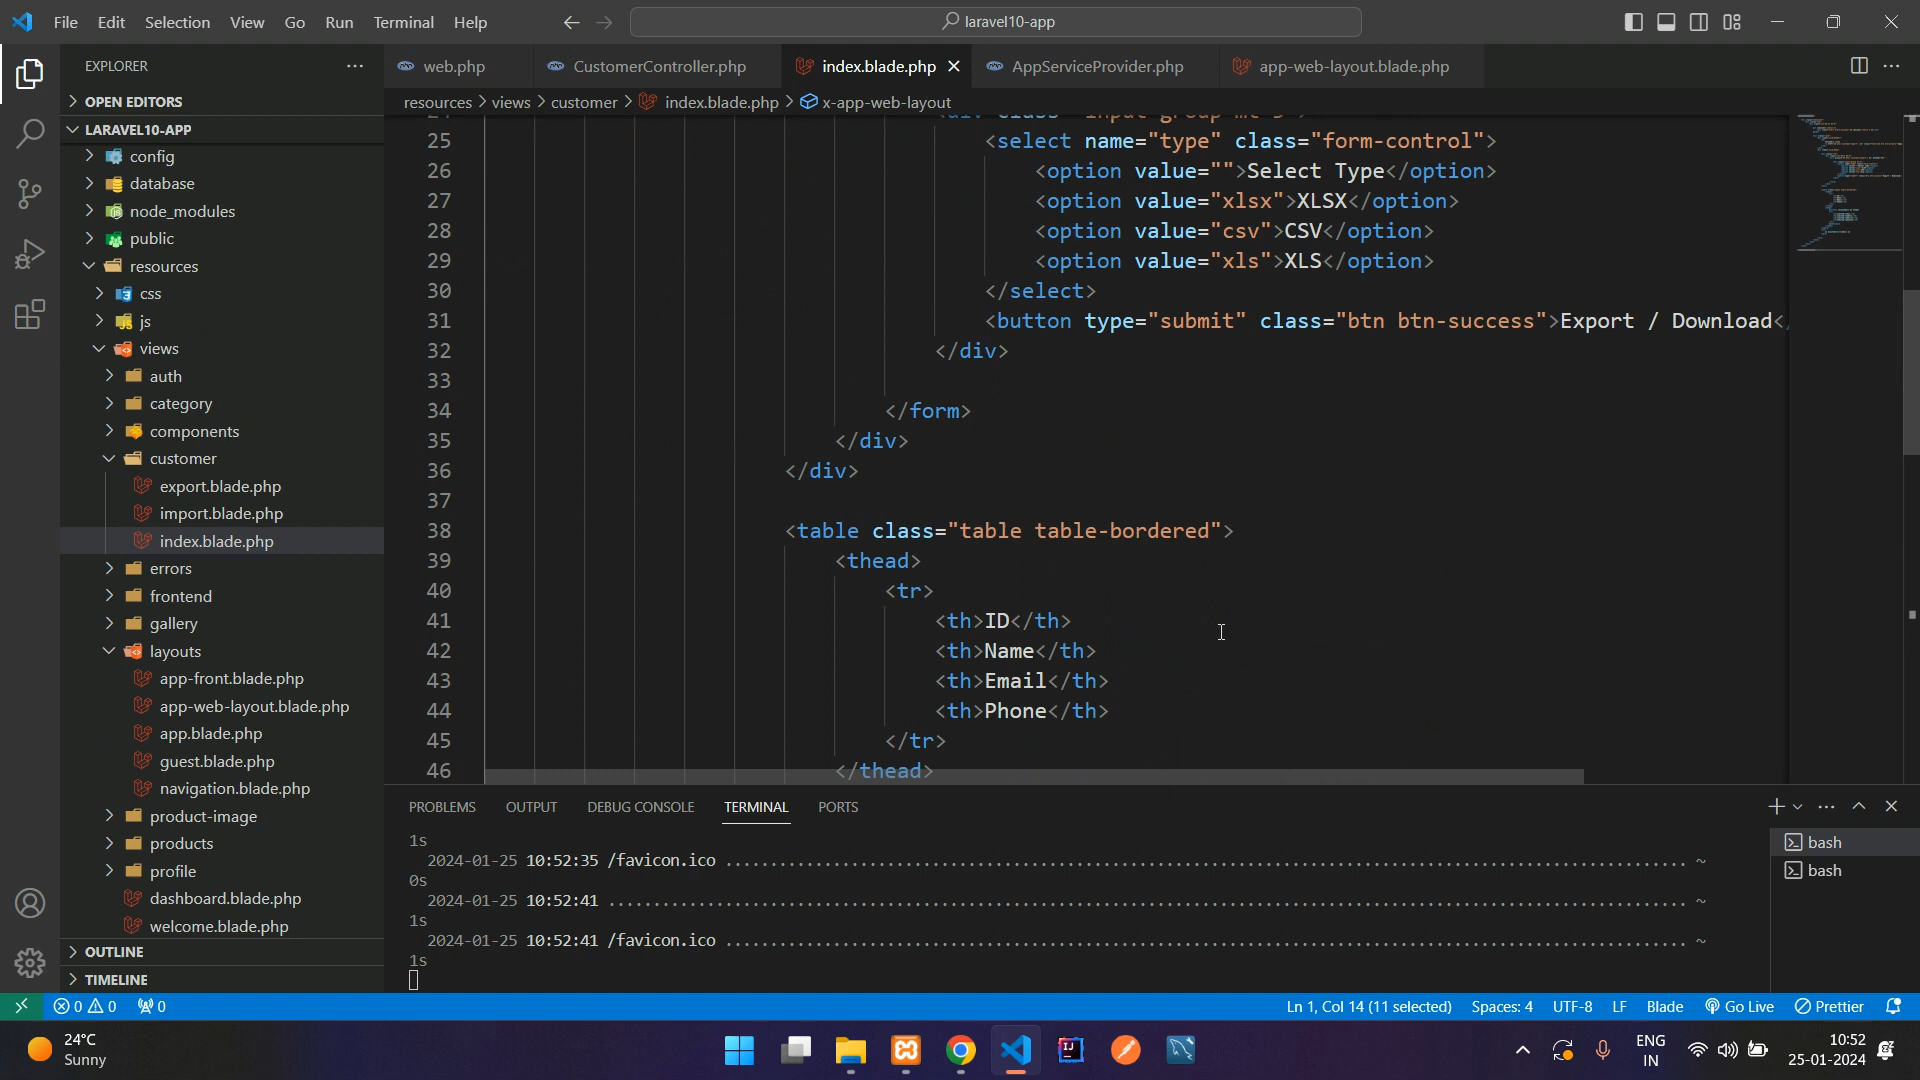 File Edit Selection View Go Run Terminal Help
laravel10-app
EXPLORER
web.php
CustomerController.php
index.blade.php
AppServiceProvider.php
app-web-layout.blade.php
OPEN EDITORS
resources > views > customer > index.blade.php > x-app-web-layout
LARAVEL10-APP
config
database
node_modules
public
resources
css
js
views
auth
category
components
customer
export.blade.php
import.blade.php
index.blade.php
errors
frontend
gallery
layouts
app-front.blade.php
app-web-layout.blade.php
app.blade.php
guest.blade.php
navigation.blade.php
product-image
products
profile
dashboard.blade.php
welcome.blade.php
OUTLINE
TIMELINE
25 <select name="type" class="form-control">
26 <option value="">Select Type</option>
27 <option value="xlsx">XLSX</option>
28 <option value="csv">CSV</option>
29 <option value="xls">XLS</option>
30 </select>
31 <button type="submit" class="btn btn-success">Export / Download<
32 </div>
33
34 </form>
35 </div>
36 </div>
37
38 <table class="table table-bordered">
39 <thead>
40 <tr>
41 <th>ID</th>
42 <th>Name</th>
43 <th>Email</th>
44 <th>Phone</th>
45 </tr>
46 </thead>
PROBLEMS OUTPUT DEBUG CONSOLE TERMINAL PORTS
1s
2024-01-25 10:52:35 /favicon.ico ........ ~
0s
2024-01-25 10:52:41 ........ ~
1s
2024-01-25 10:52:41 /favicon.ico ........ ~
1s
bash
bash
0 0 0
Ln 1, Col 14 (11 selected) Spaces: 4 UTF-8 LF Blade Go Live Prettier
24°C
Sunny
ENG
IN
10:52
25-01-2024